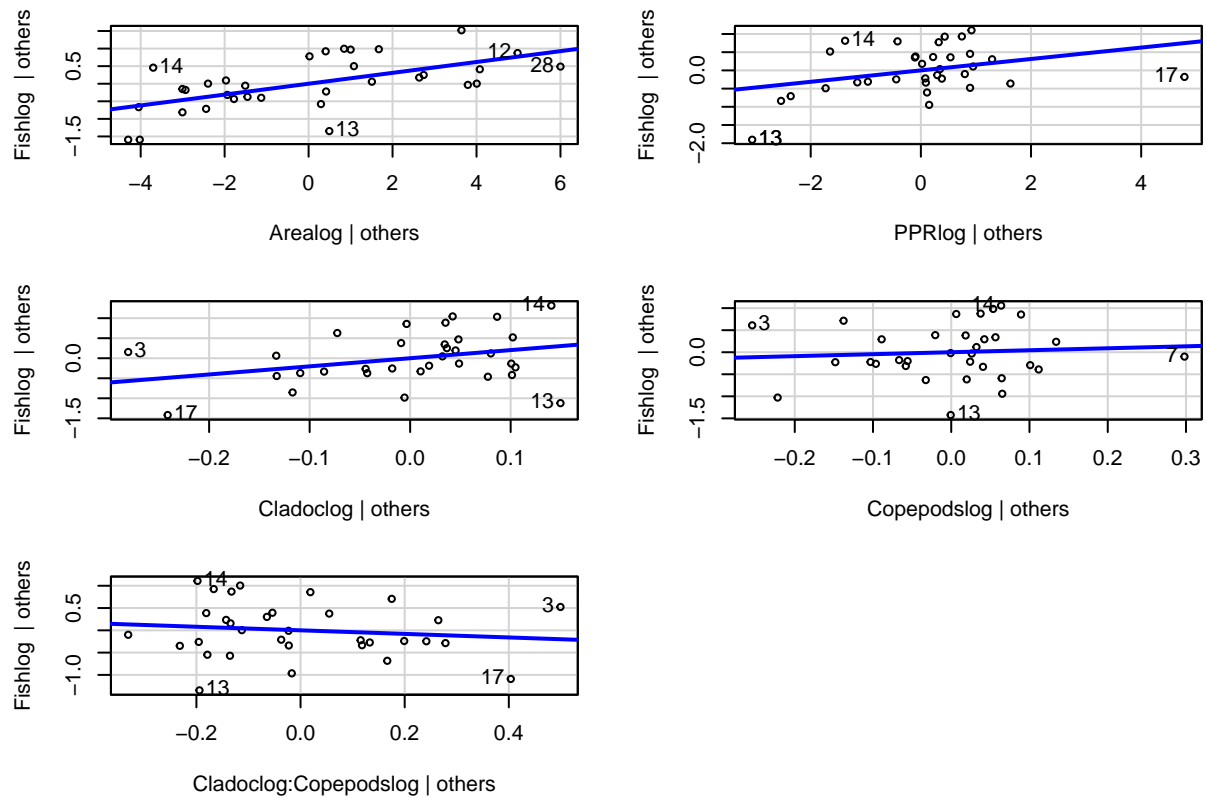 Fishlog | others
0.5
−1.5
14
12
28
13
−4 −2 0 2 4 6
Arealog | others
Fishlog | others
0.0
−2.0
14
17
13
−2 0 2 4
PPRlog | others
Fishlog | others
0.0
−1.5
14
3
13
17
−0.2 −0.1 0.0 0.1
Cladoclog | others
Fishlog | others
0.0
−1.5
14
3
7
13
−0.2 −0.1 0.0 0.1 0.2 0.3
Copepodslog | others
Fishlog | others
0.5
−1.0
14
3
17
13
−0.2 0.0 0.2 0.4
Cladoclog:Copepodslog | others